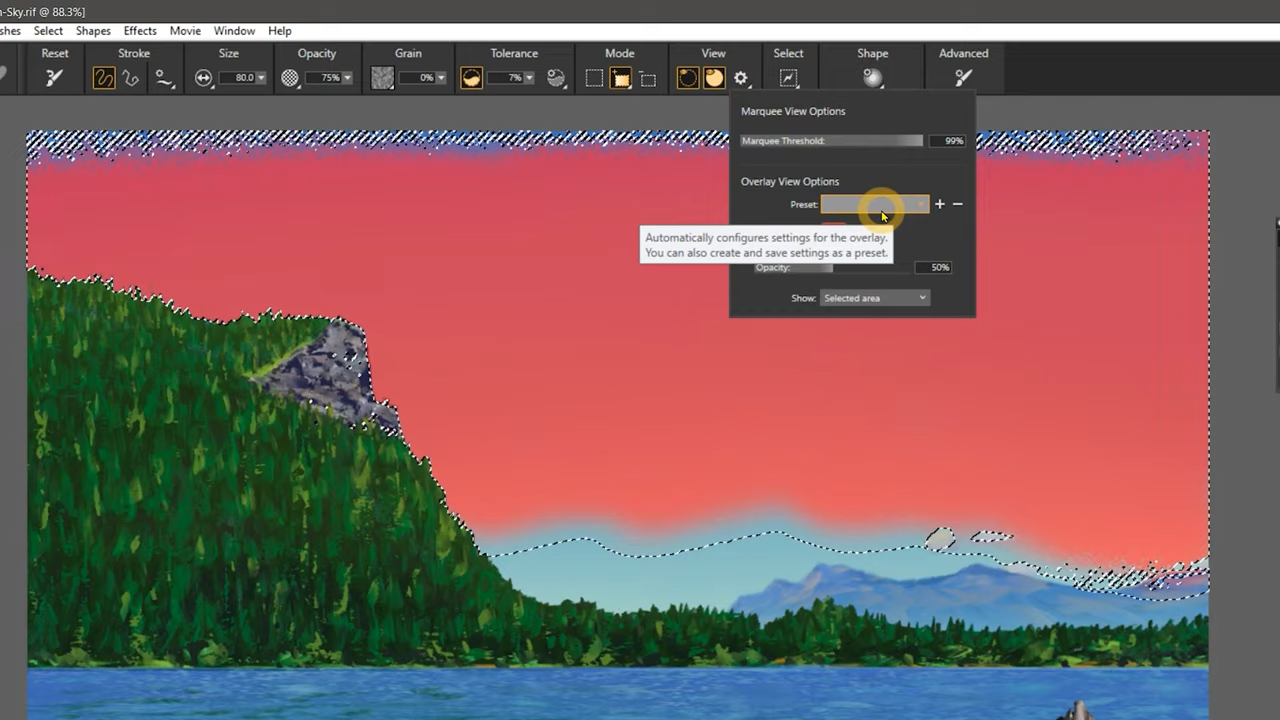 n-Sky.rif @ 88.3%]
shes Select Shapes Effects Movie Window Help
Reset Stroke Size Opacity Grain Tolerance Mode View Select Shape Advanced
80.0 75% 0% 7%
Marquee View Options
Marquee Threshold: 99%
Overlay View Options
Preset:
Automatically configures settings for the overlay.
You can also create and save settings as a preset.
Opacity: 50%
Show: Selected area